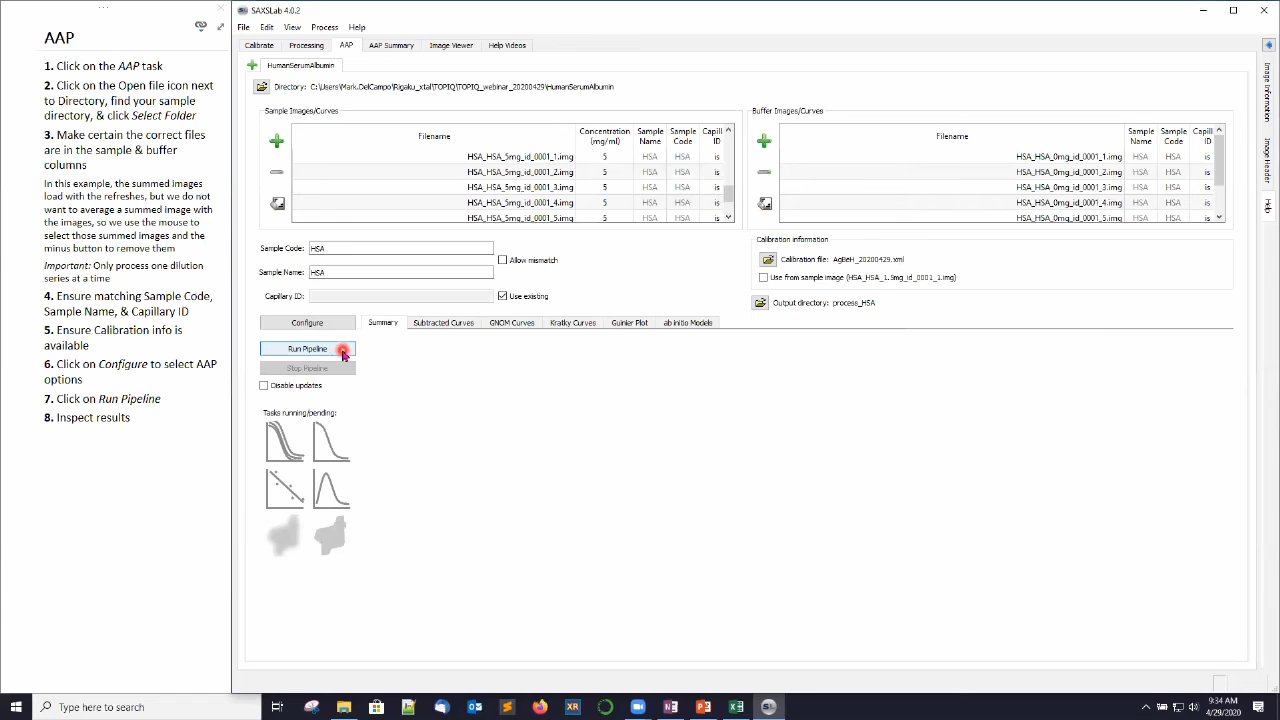 AAP
1. Click on the AAP task
2. Click on the Open file icon next
to Directory, find your sample
directory, & click Select Folder
3. Make certain the correct files
are in the sample & buffer
columns
In this example, the summed images
load with the refreshes, but we do not
want to average a summed image with
the images, so we use the mouse to
select those summed images and the
minus button to remove them
Important: Only process one dilution
series at a time
4. Ensure matching Sample Code,
Sample Name, & Capillary ID
5. Ensure Calibration info is
available
6. Click on Configure to select AAP
options
7. Click on Run Pipeline
8. Inspect results
SAXSLab 4.0.2
File Edit View Process Help
Calibrate Processing AAP AAP Summary Image Viewer Help Videos
HumanSerumAlbumin
Directory: C:\Users\Mark.DelCampo\Rigaku_xtal\TOPIQ\TOPIQ_webinar_20200429\HumanSerumAlbumin
Sample Images/Curves
Filename Concentration (mg/ml) Sample Name Sample Code Capill ID
HSA_HSA_5mg_id_0001_1.img 5 HSA HSA is
HSA_HSA_5mg_id_0001_2.img 5 HSA HSA is
HSA_HSA_5mg_id_0001_3.img 5 HSA HSA is
HSA_HSA_5mg_id_0001_4.img 5 HSA HSA is
HSA_HSA_5mg_id_0001_5.img 5 HSA HSA is
Buffer Images/Curves
Filename Sample Name Sample Code Capill ID
HSA_HSA_0mg_id_0001_1.img HSA HSA is
HSA_HSA_0mg_id_0001_2.img HSA HSA is
HSA_HSA_0mg_id_0001_3.img HSA HSA is
HSA_HSA_0mg_id_0001_4.img HSA HSA is
HSA_HSA_0mg_id_0001_5.img HSA HSA is
Sample Code: HSA
Allow mismatch
Sample Name: HSA
Capillary ID:
Use existing
Calibration information
Calibration file: AgBeH_20200429.xml
Use from sample image (HSA_HSA_1.5mg_id_0001_1.img)
Output directory: process_HSA
Configure
Summary Subtracted Curves GNOM Curves Kratky Curves Guinier Plot ab initio Models
Run Pipeline
Stop Pipeline
Disable updates
Tasks running/pending:
Image Information
Image Header
Help
Type here to search
9:34 AM
4/29/2020